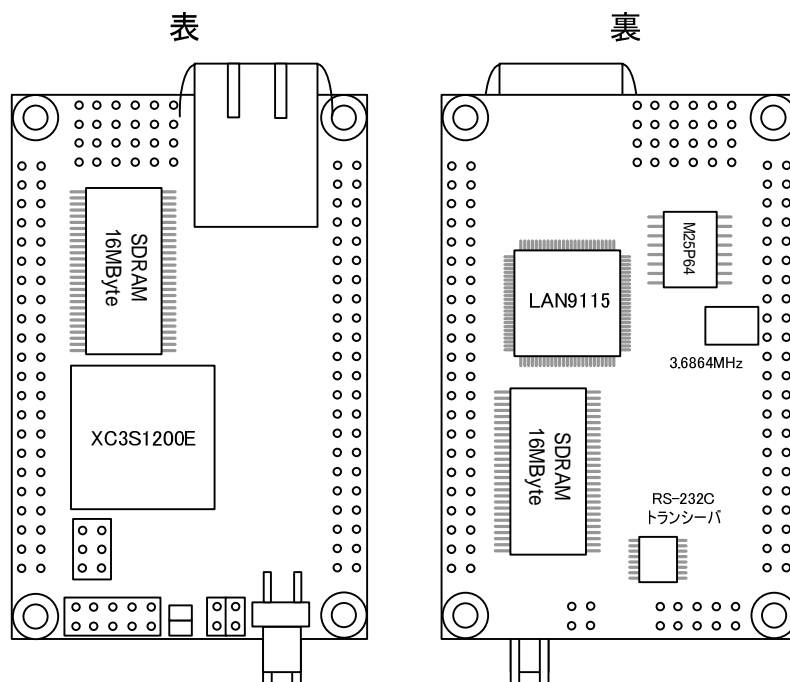 表
SDRAM
16MByte
XC3S1200E
裏
M25P64
LAN9115
3.6864MHz
SDRAM
16MByte
RS-232C
トランシーバ